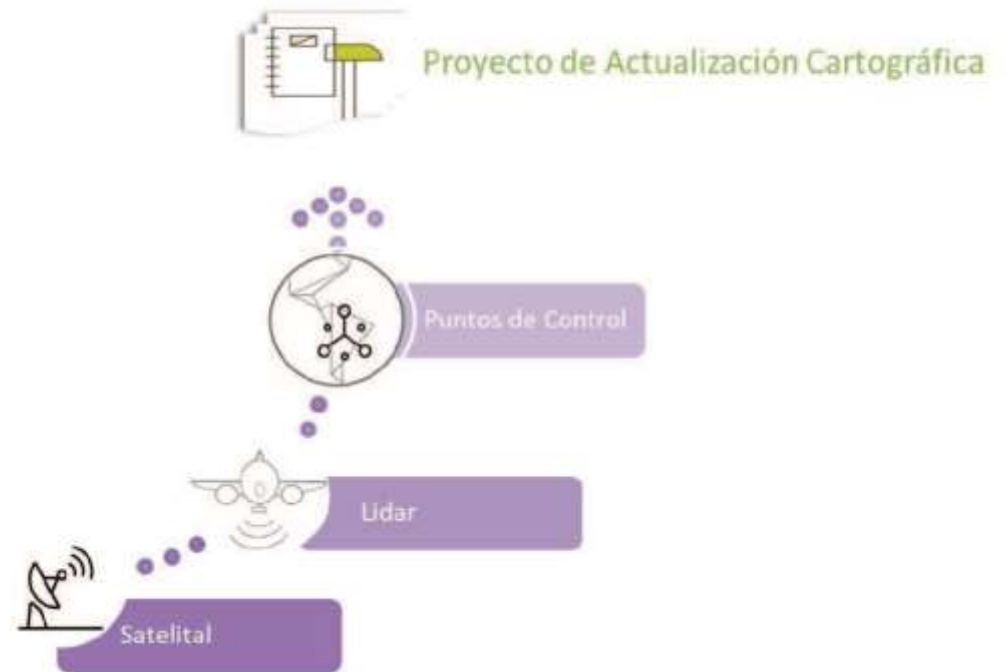 Proyecto de Actualización Cartográfica
Puntos de Control
Lidar
Satelital